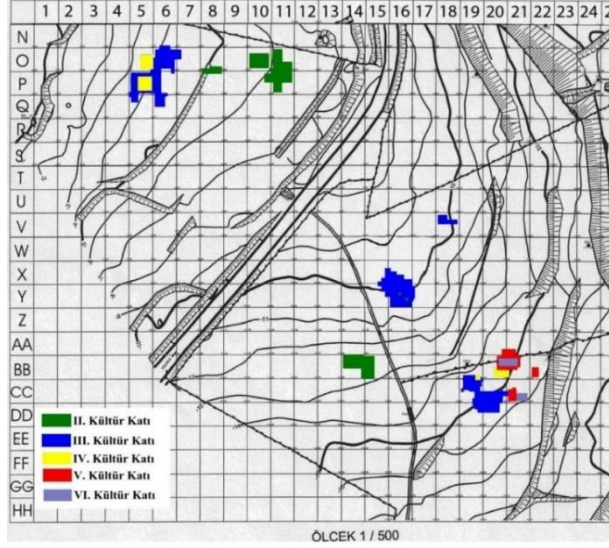 1 2 3 4 5 6 7 8 9 10 11 12 13 14 15 16 17 18 19 20 21 22 23 24
N
O
P
Q
R
S
T
U
V
W
X
Y
Z
AA
BB
CC
DD
EE
FF
GG
HH
II. Kültür Katı
III. Kültür Katı
IV. Kültür Katı
V. Kültür Katı
VI. Kültür Katı
ÖLCEK 1 / 500